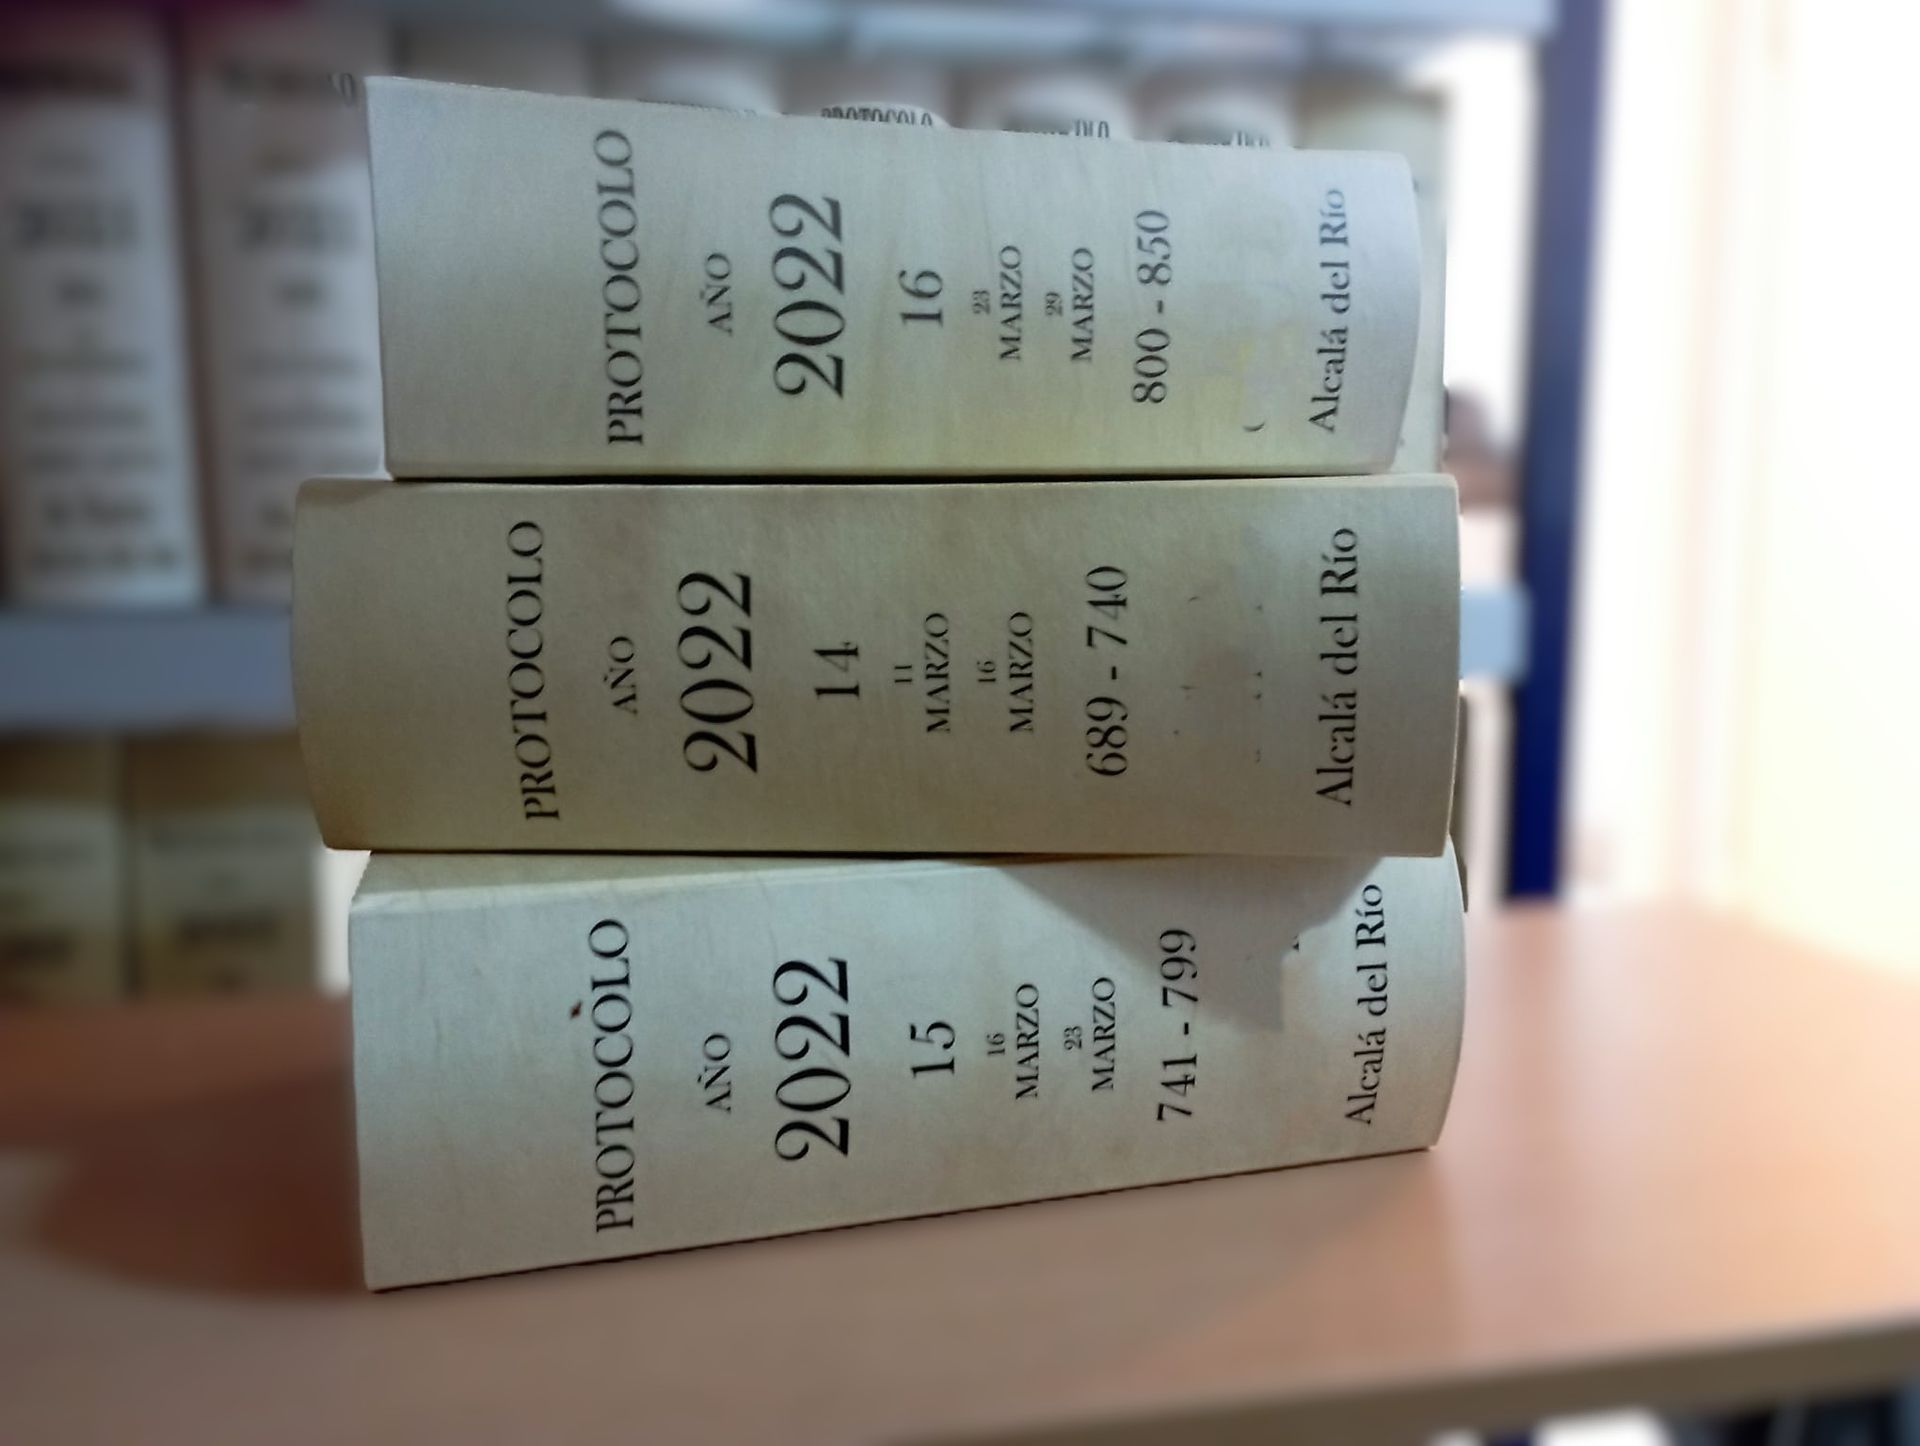 PROTOCOLO
AÑO
2022
16
23
MARZO
29
MARZO
800 - 850
Alcalá del Río
PROTOCOLO
AÑO
2022
14
11
MARZO
16
MARZO
689 - 740
Alcalá del Río
PROTOCOLO
AÑO
2022
15
16
MARZO
23
MARZO
741 - 799
Alcalá del Río
PROTOCOLO